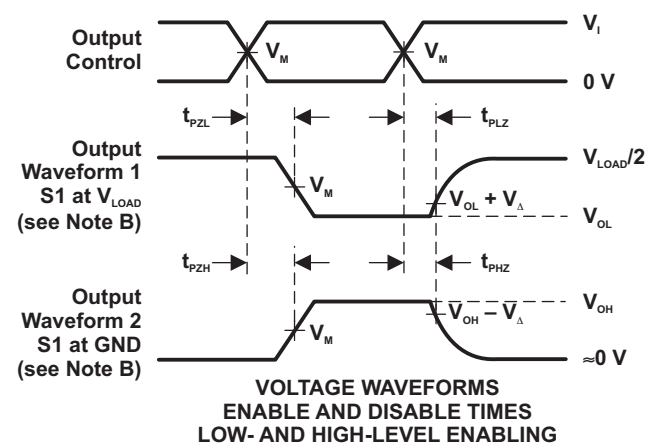 Output
Control
V_M
V_M
V_I
0 V
t_PZL
t_PLZ
Output
Waveform 1
S1 at V_LOAD
(see Note B)
V_M
V_OL + V_Δ
V_LOAD/2
V_OL
t_PZH
t_PHZ
Output
Waveform 2
S1 at GND
(see Note B)
V_M
V_OH – V_Δ
V_OH
≈0 V
VOLTAGE WAVEFORMS
ENABLE AND DISABLE TIMES
LOW- AND HIGH-LEVEL ENABLING